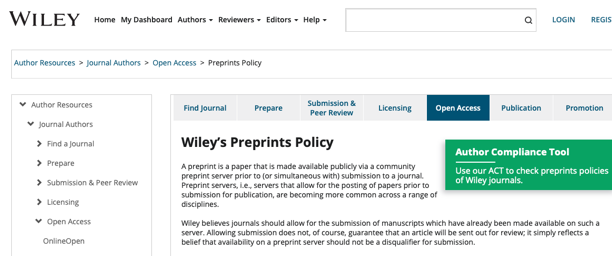 WILEY Home My Dashboard Authors Reviewers Editors Help LOGIN
Author Resources > Journal Authors > Open Access > Preprints Policy
Author Resources
Journal Authors
Find a Journal
Prepare
Submission & Peer Review
Licensing
Open Access
OnlineOpen
Find Journal Prepare Submission & Peer Review Licensing Open Access Publication Promotion
Wiley's Preprints Policy
A preprint is a paper that is made available publicly via a community
preprint server prior to (or simultaneous with) submission to a journal.
Preprint servers, i.e., servers that allow for the posting of papers prior to
submission for publication, are becoming more common across a range of
disciplines.
Author Compliance Tool
Use our ACT to check preprints policies
of Wiley journals.
Wiley believes journals should allow for the submission of manuscripts which have already been made available on such a
server. Allowing submission does not, of course, guarantee that an article will be sent out for review; it simply reflects a
belief that availability on a preprint server should not be a disqualifier for submission.